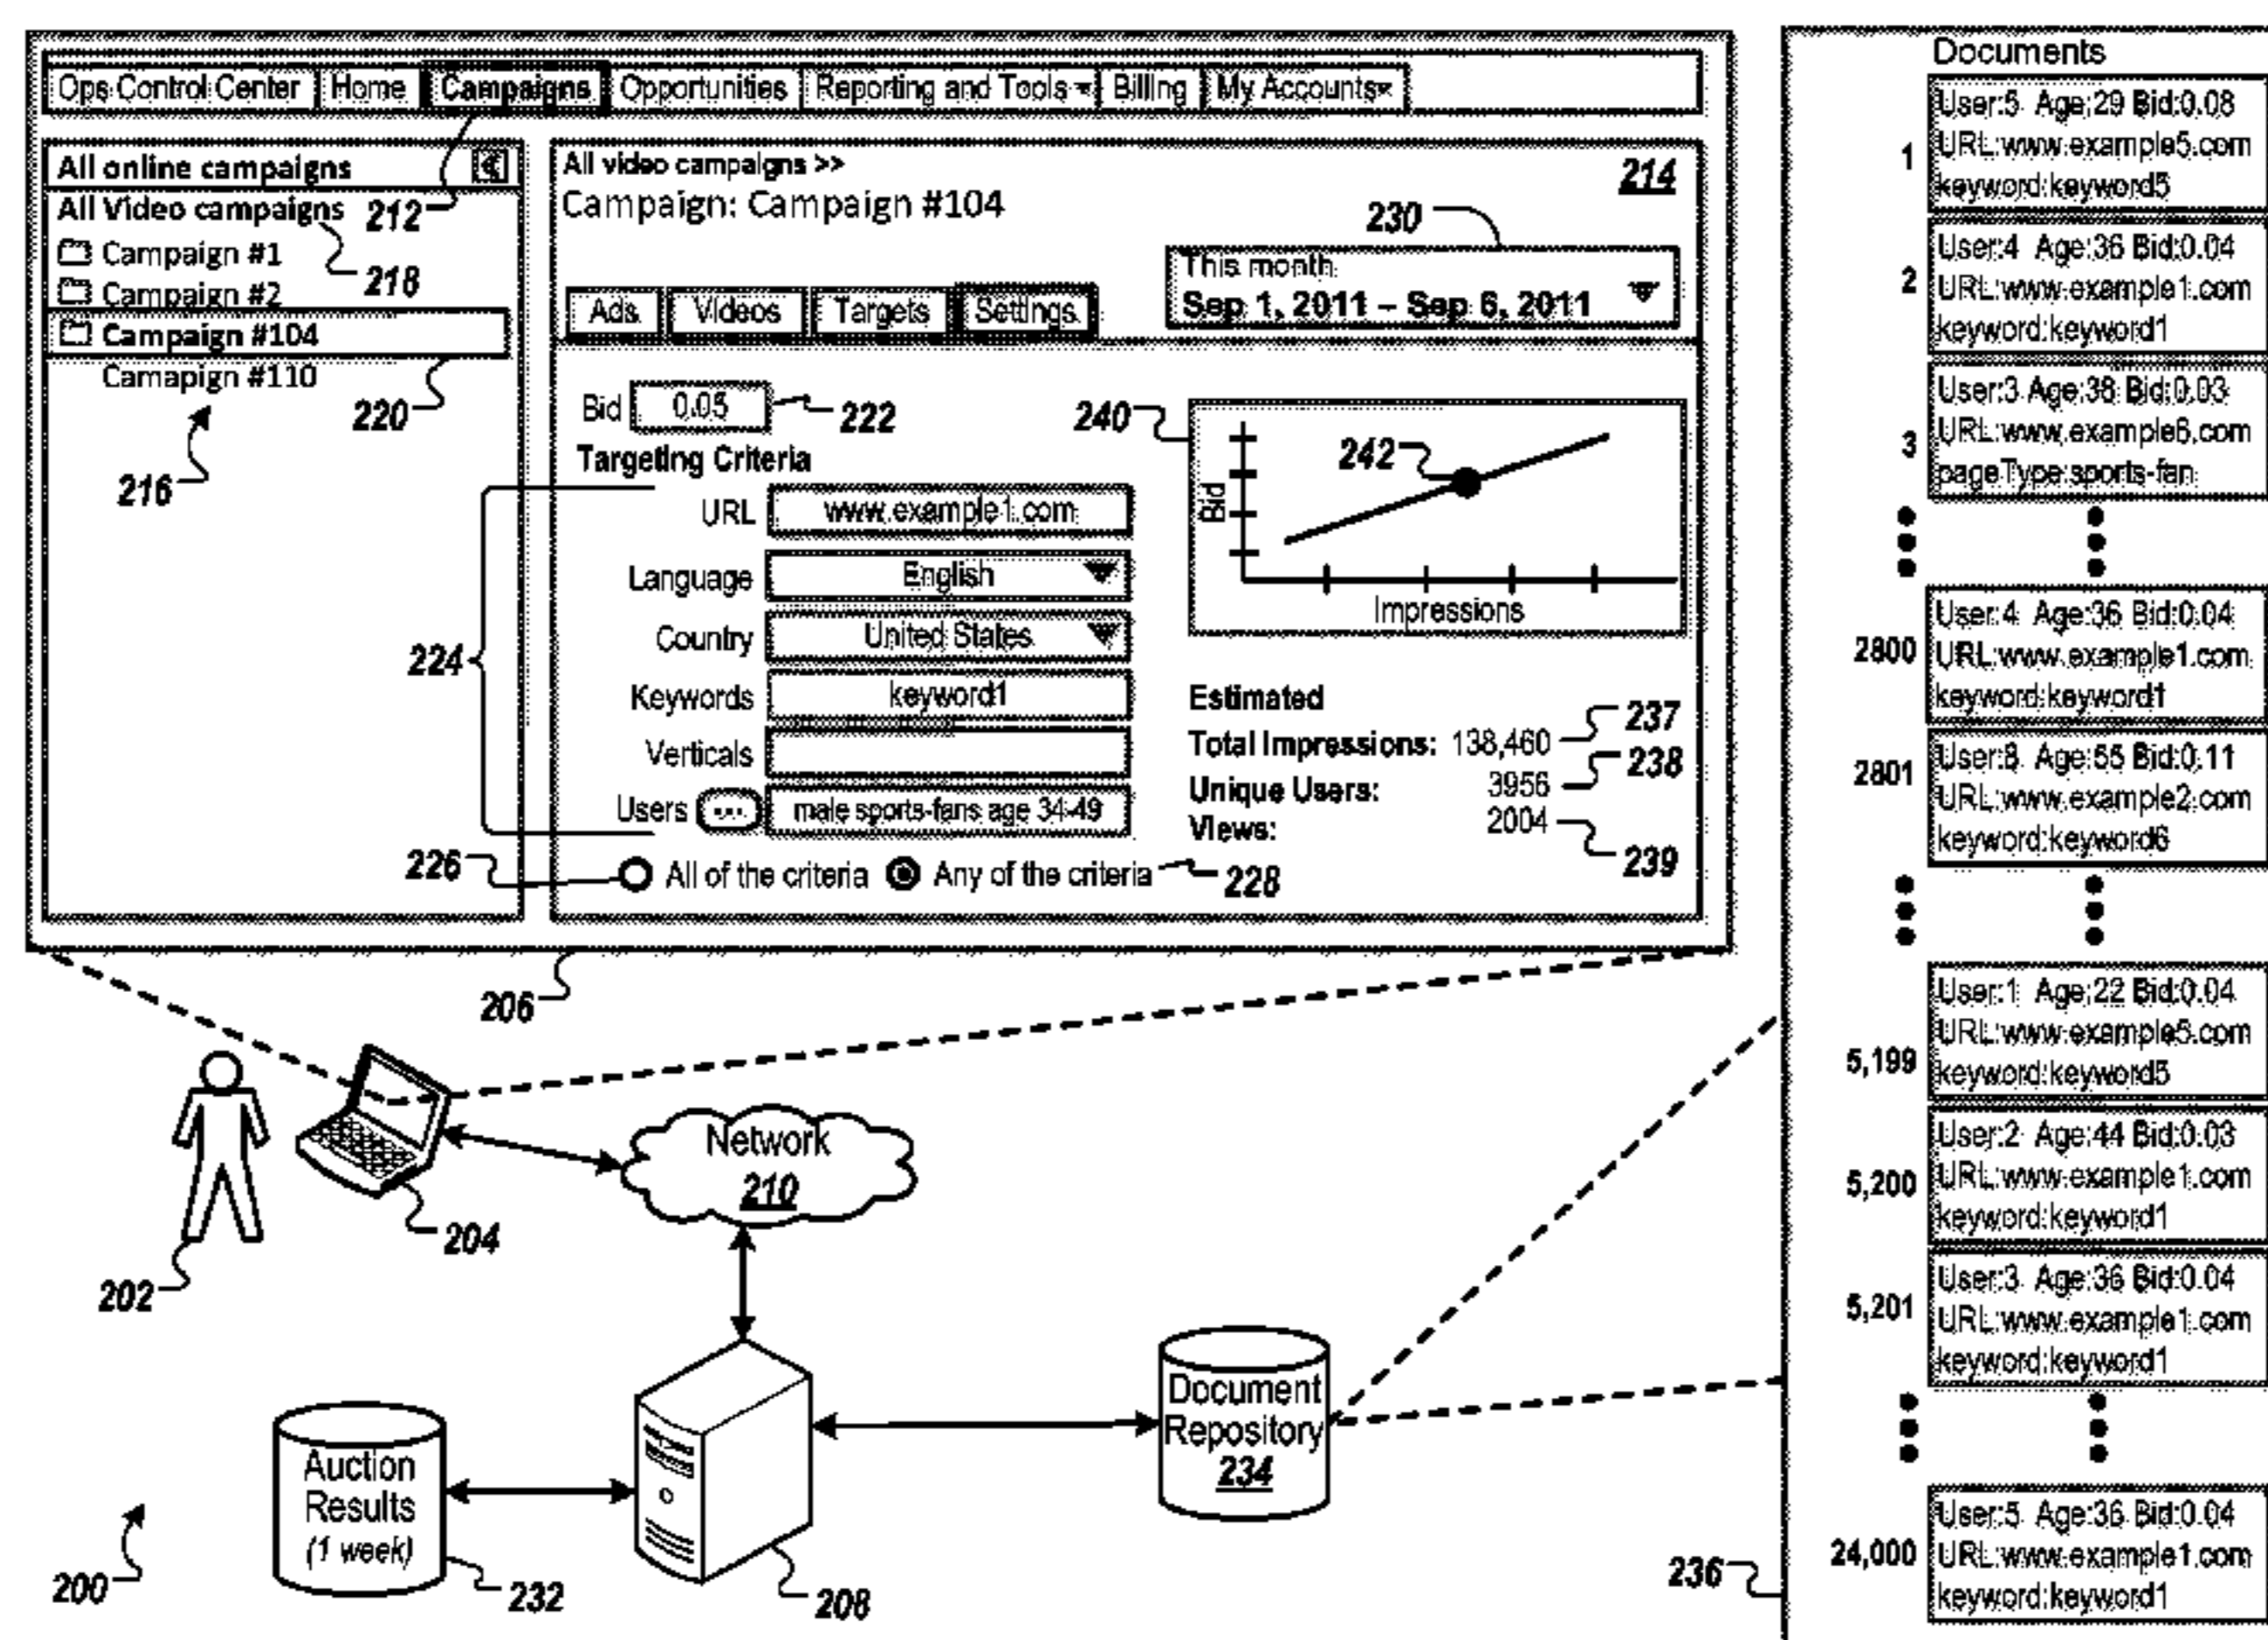 Ops Control Center Home Campaigns Opportunities Reporting and Tools Billing My Accounts
All online campaigns
All Video campaigns
212
Campaign #1
218
Campaign #2
Campaign #104
Camapign #110
220
216
All video campaigns >>
214
Campaign: Campaign #104
230
This month
Sep 1, 2011 – Sep 6, 2011
Ads Videos Targets Settings
Bid 0.05 222
Targeting Criteria
224
URL www.example1.com
Language English
Country United States
Keywords keyword1
Verticals
Users ... male sports-fans age 34-49
226 All of the criteria Any of the criteria 228
240
242
Bid
Impressions
Estimated
237
Total Impressions: 138,460
238
Unique Users: 3956
Views: 2004
239
206
202
204
Network
210
Auction
Results
(1 week)
232
208
Document
Repository
234
200
236
Documents
1
User:5 Age:29 Bid:0.08
URL:www.example5.com
keyword:keyword5
2
User:4 Age:36 Bid:0.04
URL:www.example1.com
keyword:keyword1
3
User:3 Age:38 Bid:0.03
URL:www.example6.com
pageType:sports-fan
2800
User:4 Age:36 Bid:0.04
URL:www.example1.com
keyword:keyword1
2801
User:8 Age:55 Bid:0.11
URL:www.example2.com
keyword:keyword6
5,199
User:1 Age:22 Bid:0.04
URL:www.example5.com
keyword:keyword5
5,200
User:2 Age:44 Bid:0.03
URL:www.example1.com
keyword:keyword1
5,201
User:3 Age:36 Bid:0.04
URL:www.example1.com
keyword:keyword1
24,000
User:5 Age:36 Bid:0.04
URL:www.example1.com
keyword:keyword1